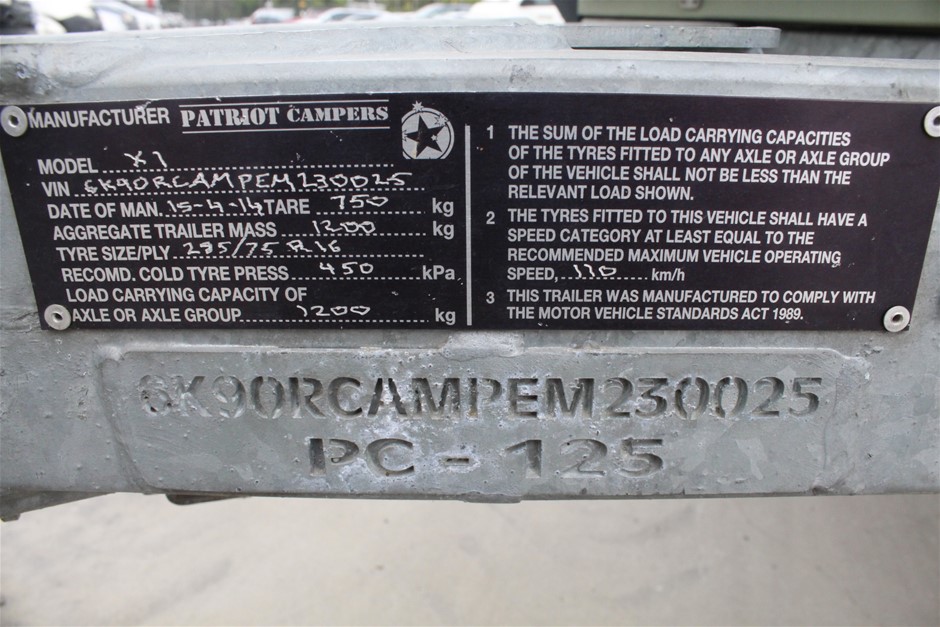 MANUFACTURER PATRIOT CAMPERS
MODEL X1
VIN 6K90RCAMPEM230025
DATE OF MAN. 15-4-14 TARE 750 kg
AGGREGATE TRAILER MASS 1200 kg
TYRE SIZE/PLY 285/75 R16
RECOMD. COLD TYRE PRESS. 450 kPa
LOAD CARRYING CAPACITY OF
AXLE OR AXLE GROUP 1200 kg
1 THE SUM OF THE LOAD CARRYING CAPACITIES
OF THE TYRES FITTED TO ANY AXLE OR AXLE GROUP
OF THE VEHICLE SHALL NOT BE LESS THAN THE
RELEVANT LOAD SHOWN.
2 THE TYRES FITTED TO THIS VEHICLE SHALL HAVE A
SPEED CATEGORY AT LEAST EQUAL TO THE
RECOMMENDED MAXIMUM VEHICLE OPERATING
SPEED, 110 km/h
3 THIS TRAILER WAS MANUFACTURED TO COMPLY WITH
THE MOTOR VEHICLE STANDARDS ACT 1989.
6K90RCAMPEM230025
PC - 125